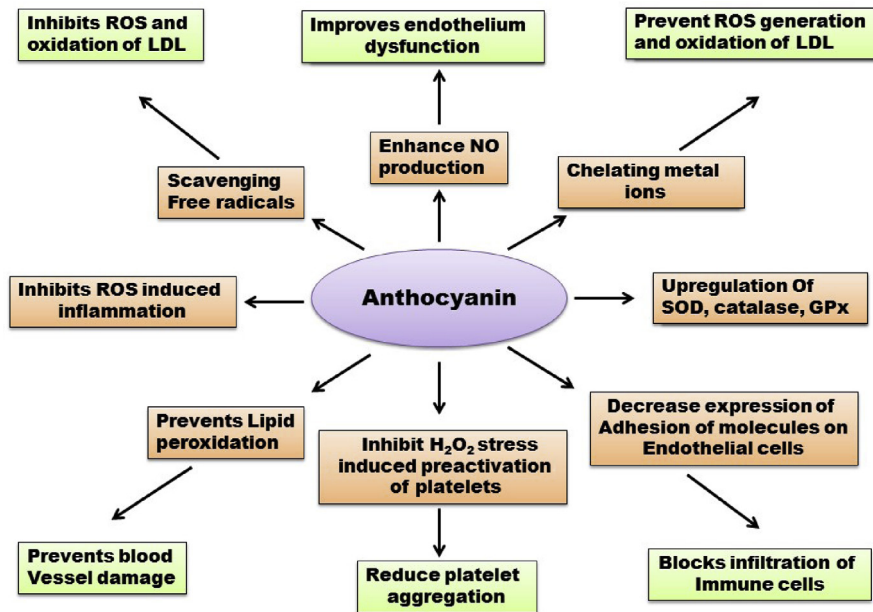 Inhibits ROS and
oxidation of LDL
Improves endothelium
dysfunction
Prevent ROS generation
and oxidation of LDL
Scavenging
Free radicals
Enhance NO
production
Chelating metal
ions
Inhibits ROS induced
inflammation
Anthocyanin
Upregulation Of
SOD, catalase, GPx
Prevents Lipid
peroxidation
Inhibit H₂O₂ stress
induced preactivation
of platelets
Decrease expression of
Adhesion of molecules on
Endothelial cells
Prevents blood
Vessel damage
Reduce platelet
aggregation
Blocks infiltration of
Immune cells